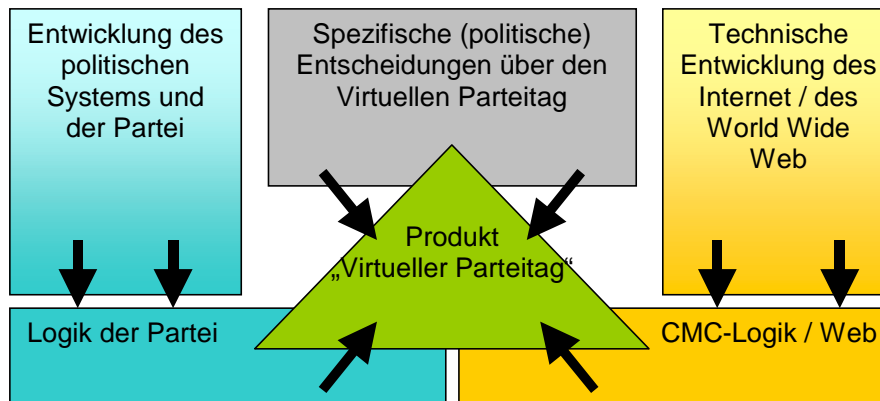 Entwicklung des
politischen
Systems und
der Partei
Spezifische (politische)
Entscheidungen über den
Virtuellen Parteitag
Technische
Entwicklung des
Internet / des
World Wide
Web
Produkt
„Virtueller Parteitag“
Logik der Partei
CMC-Logik / Web